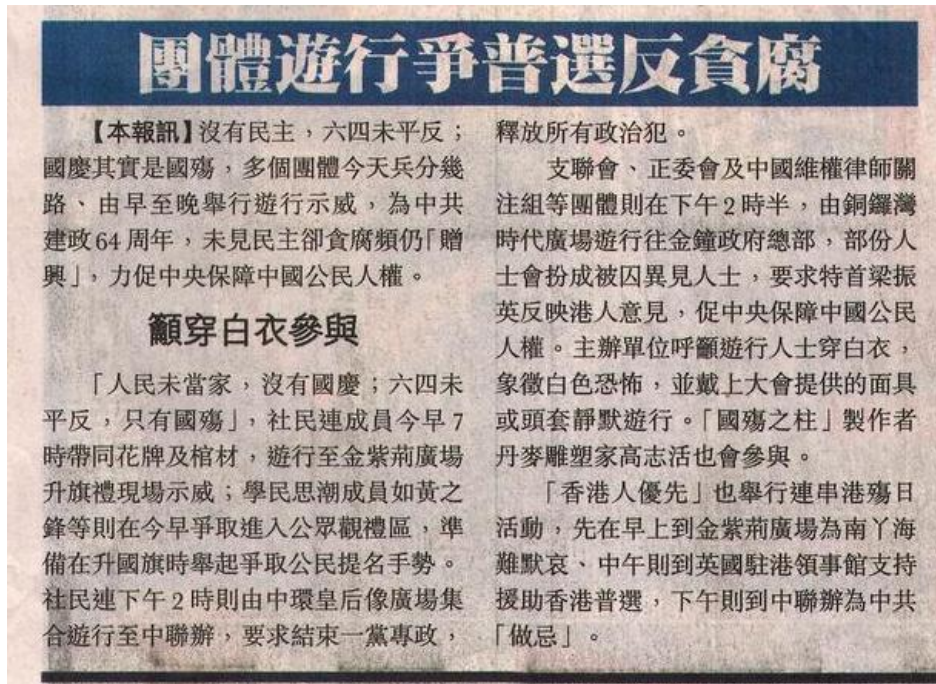 團體遊行爭普選反貪腐
【本報訊】沒有民主，六四未平反；
國慶其實是國殤，多個團體今天兵分幾
路、由早至晚舉行遊行示威，為中共
建政64周年，未見民主卻貪腐頻仍「贈
興」，力促中央保障中國公民人權。
籲穿白衣參與
「人民未當家，沒有國慶；六四未
平反，只有國殤」，社民連成員今早7
時帶同花牌及棺材，遊行至金紫荊廣場
升旗禮現場示威；學民思潮成員如黃之
鋒等則在今早爭取進入公眾觀禮區，準
備在升國旗時舉起爭取公民提名手勢。
社民連下午2時則由中環皇后像廣場集
合遊行至中聯辦，要求結束一黨專政，
釋放所有政治犯。
支聯會、正委會及中國維權律師關
注組等團體則在下午2時半，由銅鑼灣
時代廣場遊行往金鐘政府總部，部份人
士會扮成被囚異見人士，要求特首梁振
英反映港人意見，促中央保障中國公民
人權。主辦單位呼籲遊行人士穿白衣，
象徵白色恐怖，並戴上大會提供的面具
或頭套靜默遊行。「國殤之柱」製作者
丹麥雕塑家高志活也會參與。
「香港人優先」也舉行連串港殤日
活動，先在早上到金紫荊廣場為南丫海
難默哀、中午則到英國駐港領事館支持
援助香港普選，下午則到中聯辦為中共
「做忌」。